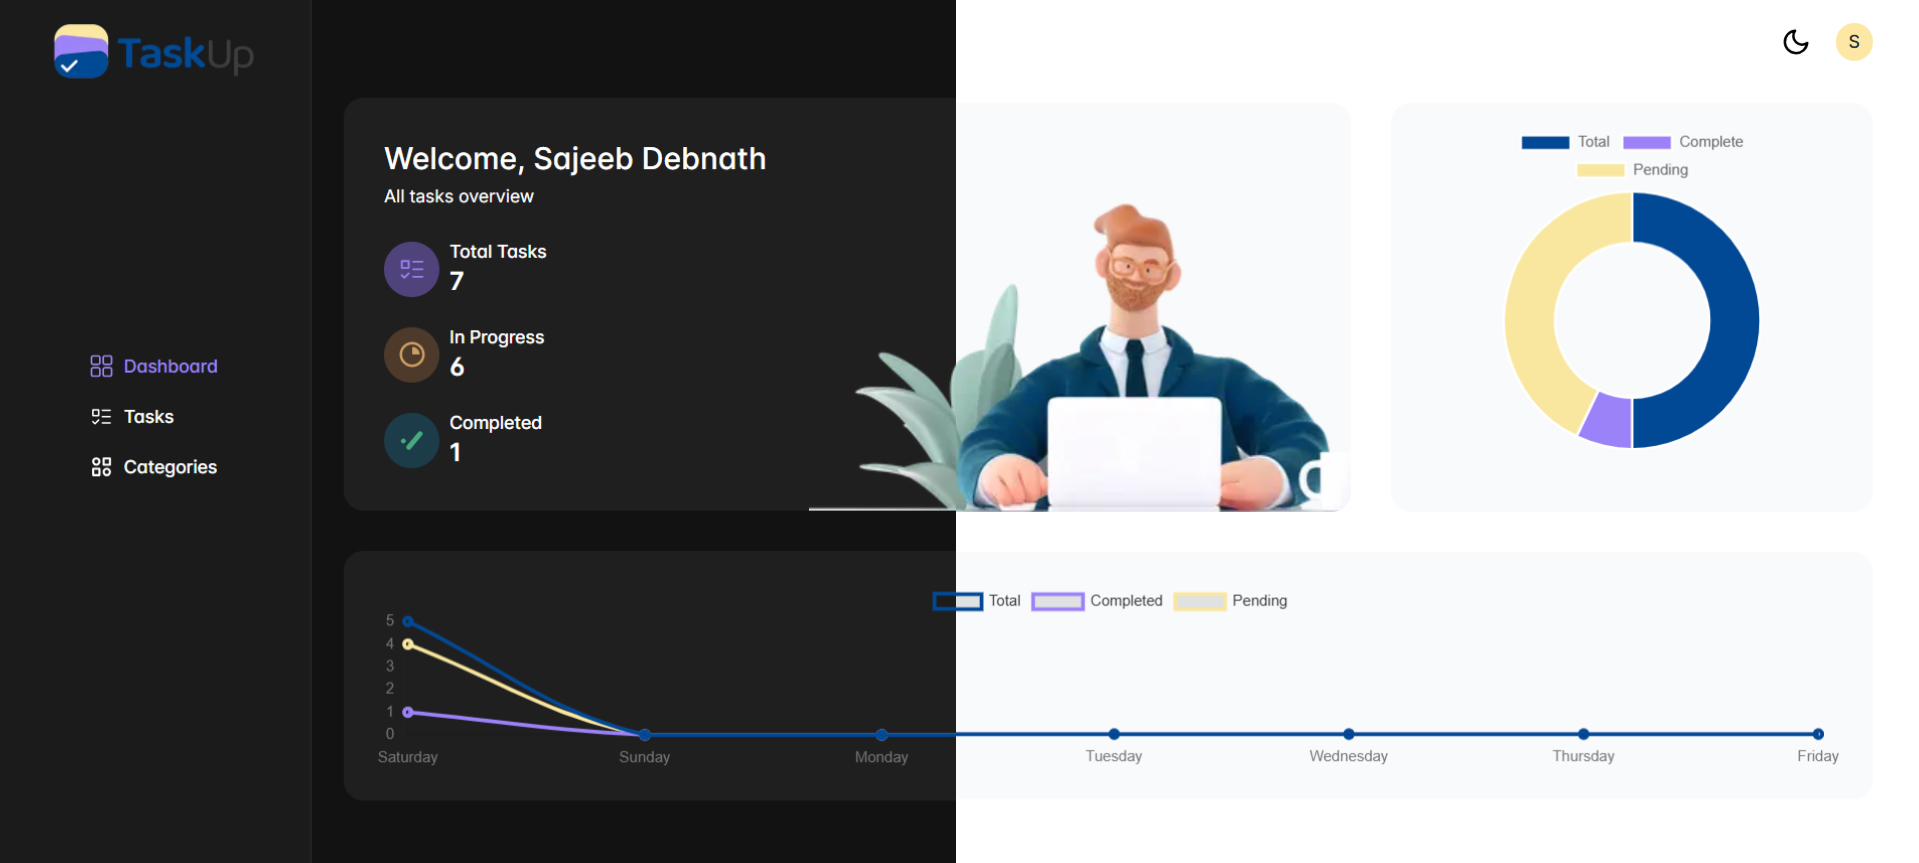 TaskUp
S
Dashboard
Tasks
Categories
Welcome, Sajeeb Debnath
All tasks overview
Total Tasks
7
In Progress
6
Completed
1
Total Complete
Pending
Total Completed Pending
5
4
3
2
1
0
Saturday Sunday Monday Tuesday Wednesday Thursday Friday